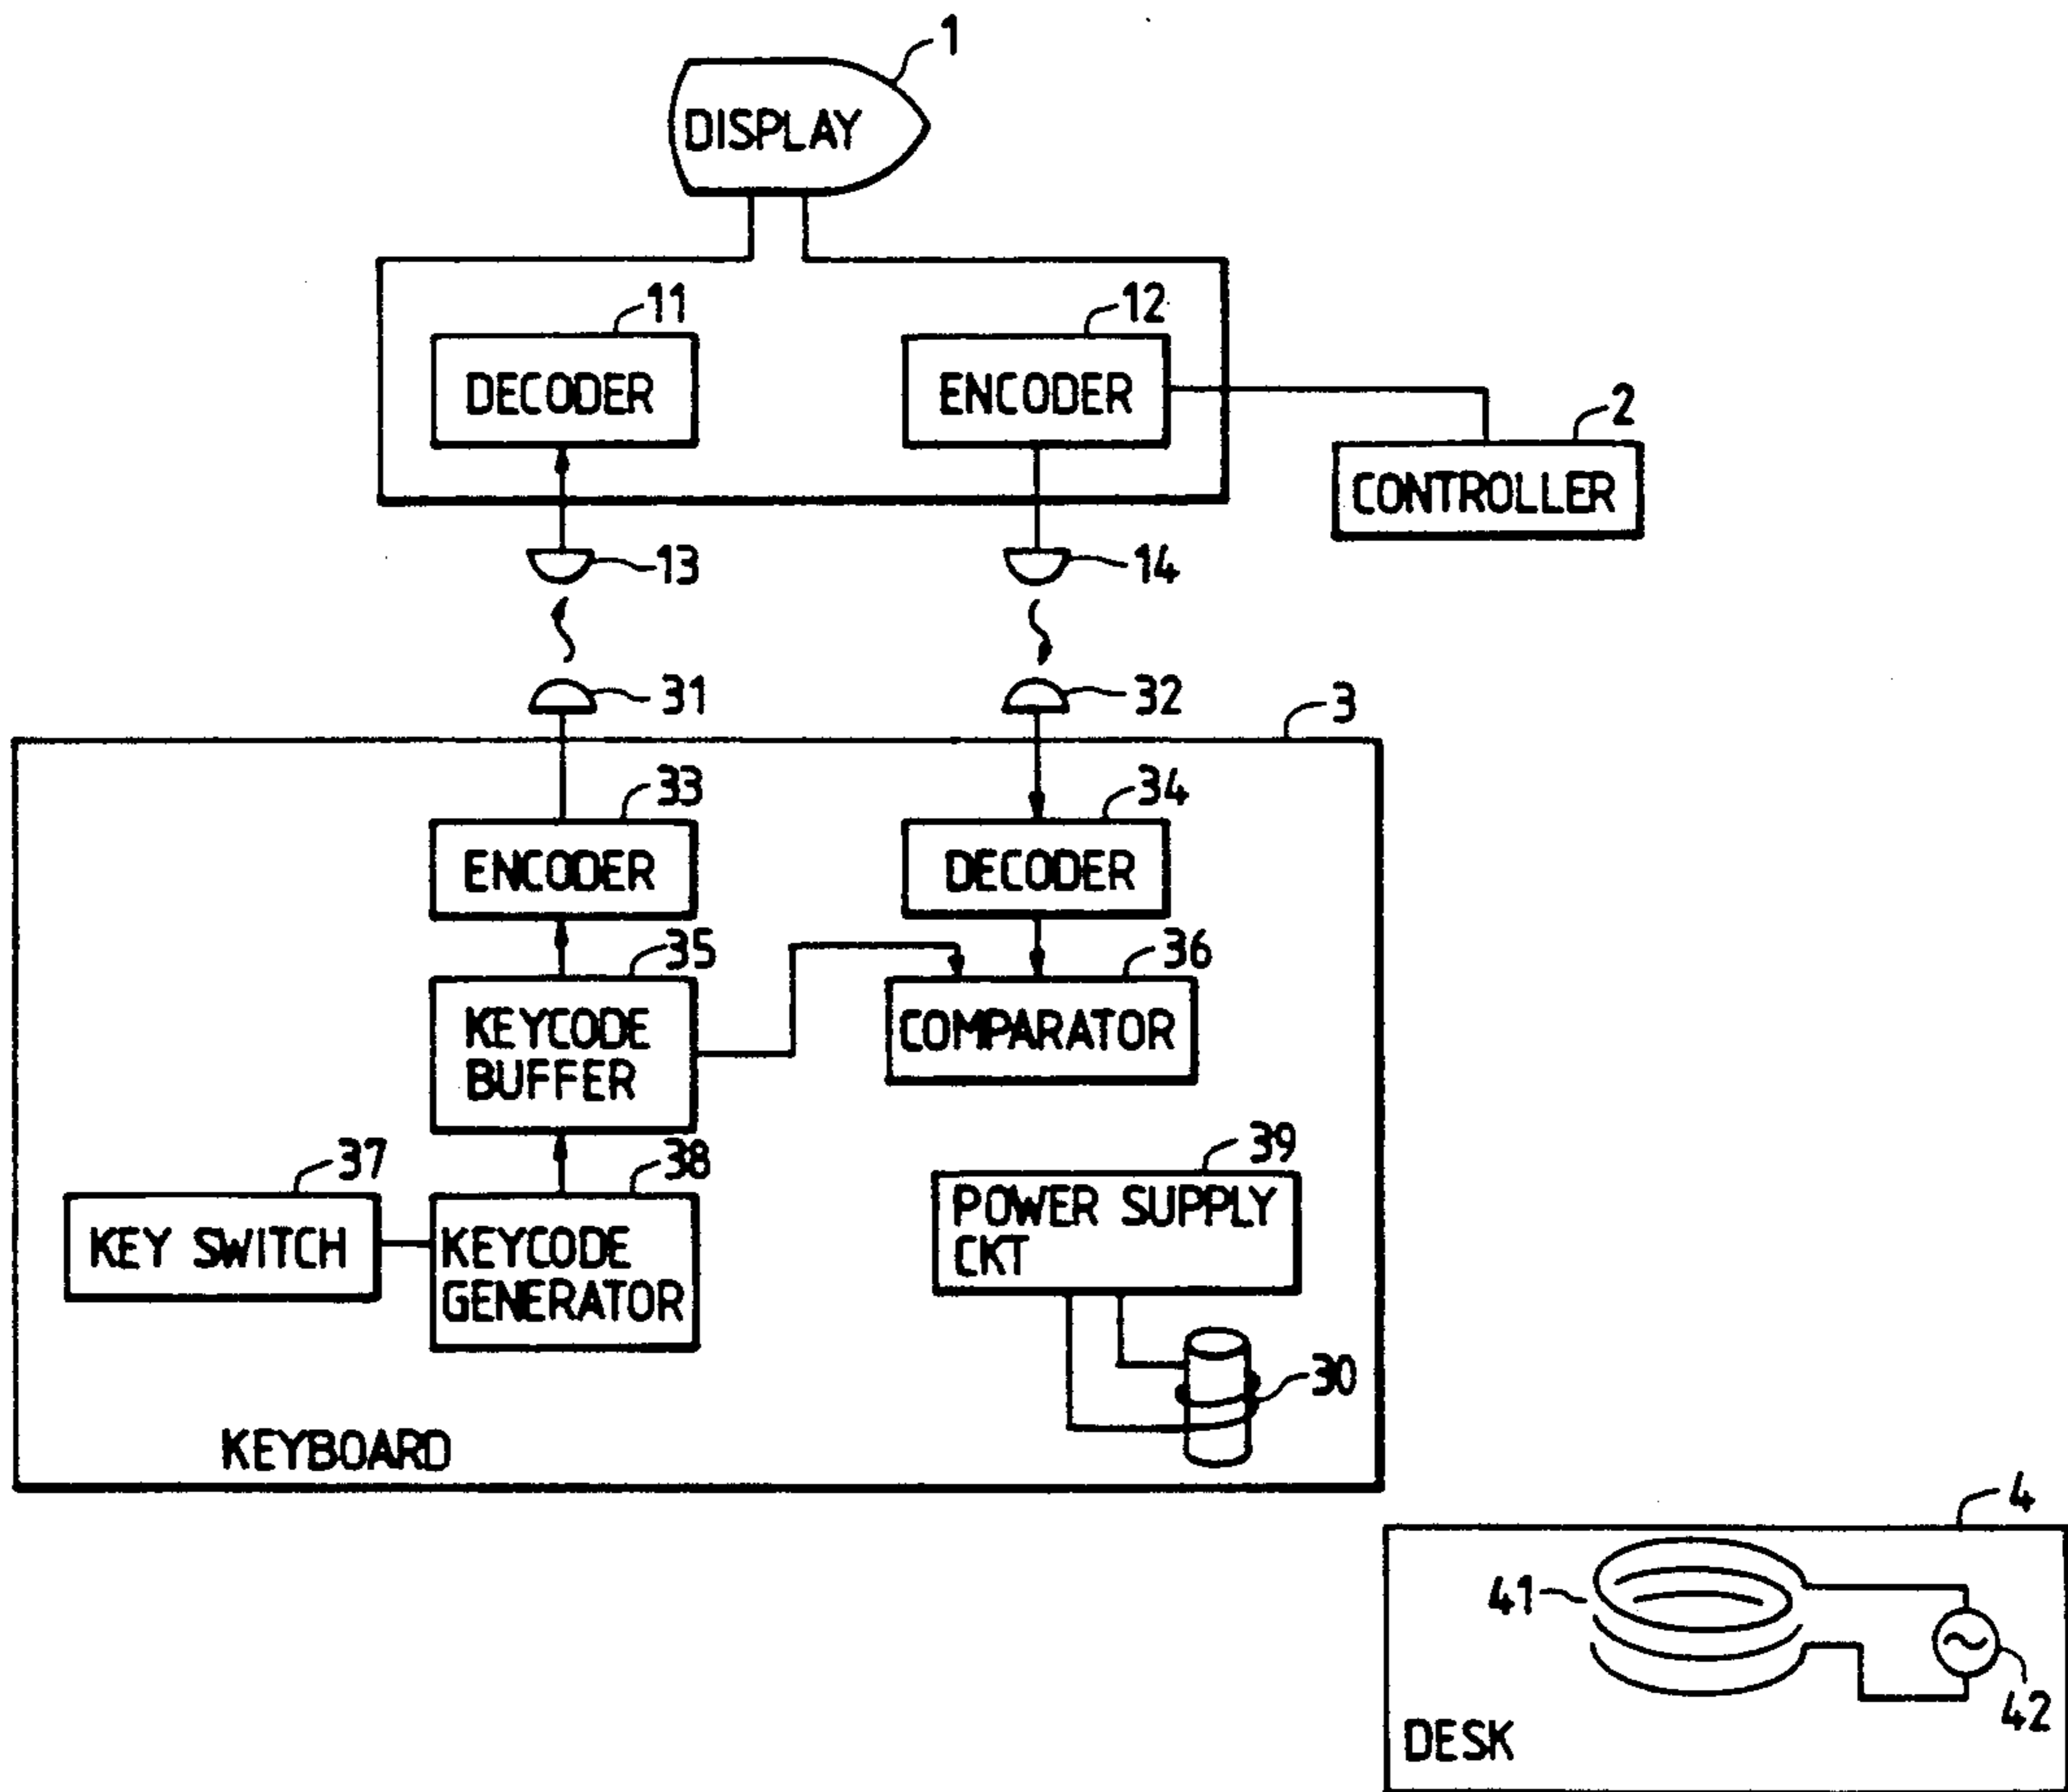 1
DISPLAY
11
12
DECODER
ENCODER
2
CONTROLLER
13
14
31
32
3
33
34
ENCODER
DECODER
35
36
KEYCODE
BUFFER
COMPARATOR
37
38
39
KEY SWITCH
KEYCODE
GENERATOR
POWER SUPPLY
CKT
30
KEYBOARD
4
41
42
DESK